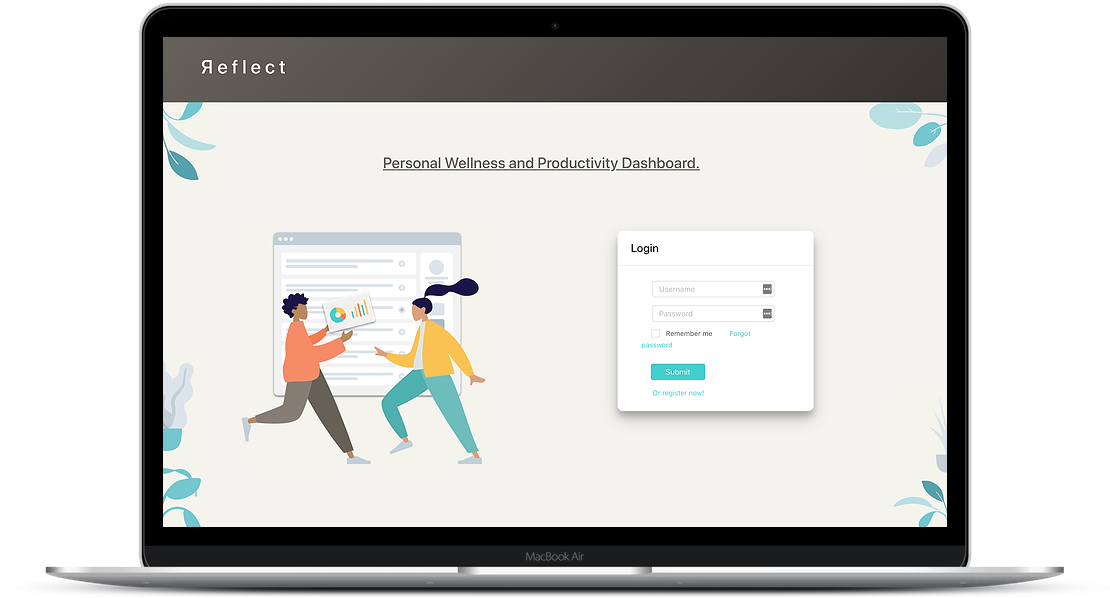 Яeflect
Personal Wellness and Productivity Dashboard.
Login
Username
Password
Remember me Forgot
password
Submit
Or register now!
MacBook Air